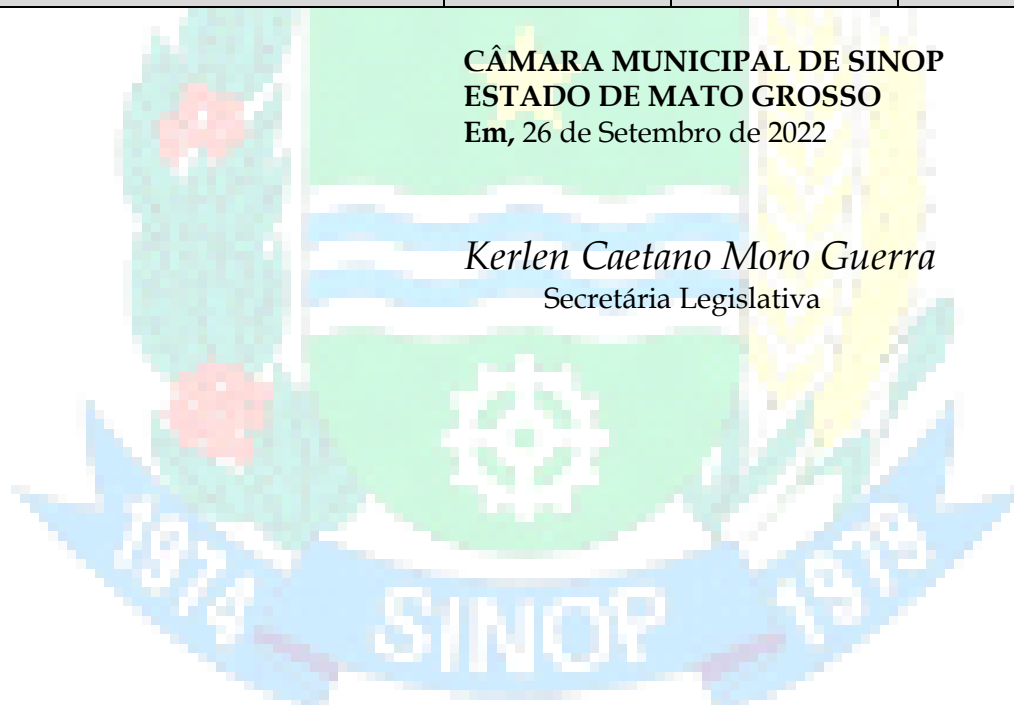 CÂMARA MUNICIPAL DE SINOP
ESTADO DE MATO GROSSO
Em, 26 de Setembro de 2022
Kerlen Caetano Moro Guerra
Secretária Legislativa
1974 SINOP 1979